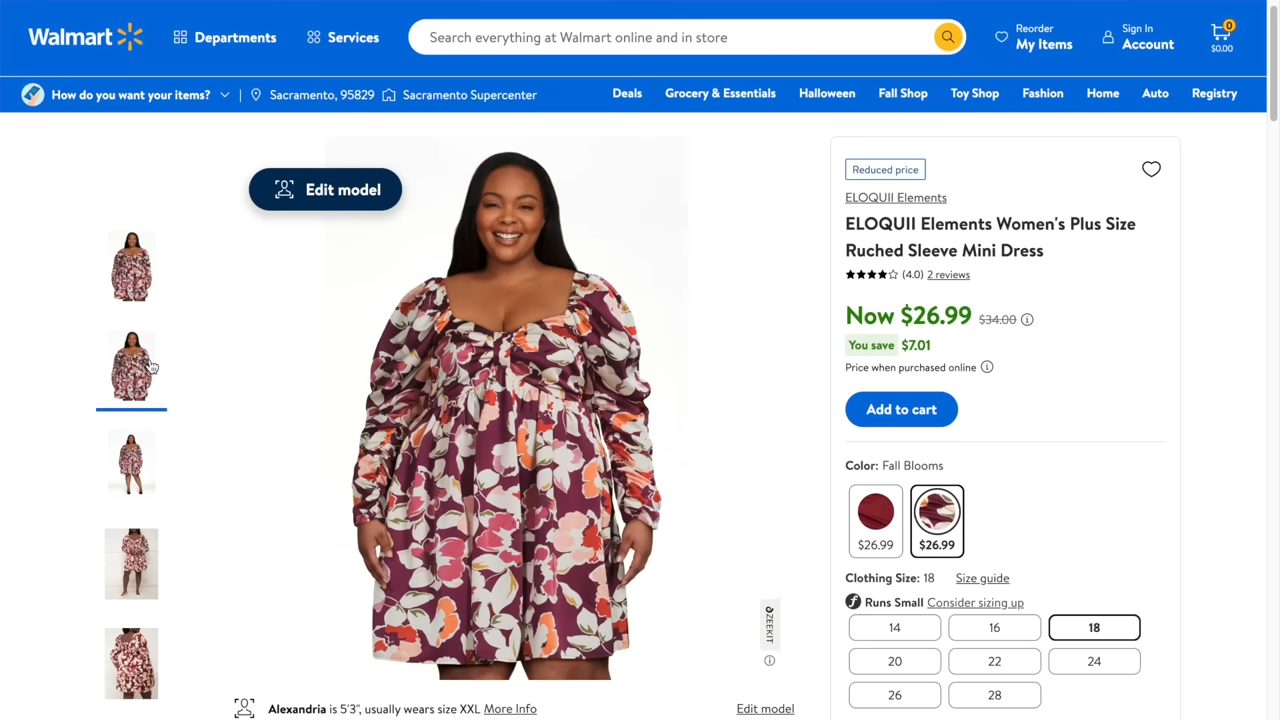 Walmart
Departments
Services
Search everything at Walmart online and in store
Reorder
My Items
Sign In
Account
0
$0.00
How do you want your items?
Sacramento, 95829
Sacramento Supercenter
Deals
Grocery & Essentials
Halloween
Fall Shop
Toy Shop
Fashion
Home
Auto
Registry
Edit model
Reduced price
ELOQUII Elements
ELOQUII Elements Women's Plus Size
Ruched Sleeve Mini Dress
(4.0) 2 reviews
Now $26.99 $34.00
You save $7.01
Price when purchased online
Add to cart
Color: Fall Blooms
$26.99
$26.99
Clothing Size: 18 Size guide
Runs Small Consider sizing up
14 16 18
20 22 24
26 28
ZEEKIT
Alexandria is 5'3", usually wears size XXL More Info
Edit model